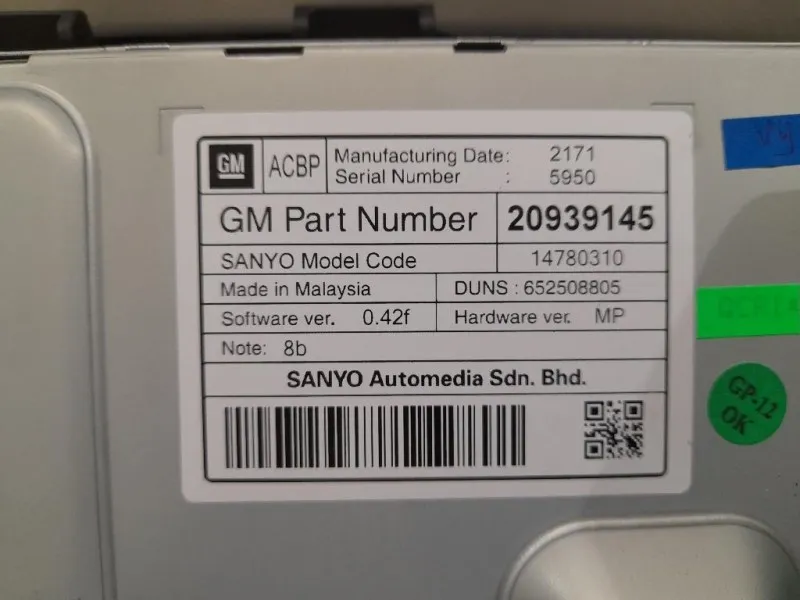 GM ACBP Manufacturing Date: 2171
Serial Number : 5950
GM Part Number 20939145
SANYO Model Code 14780310
Made in Malaysia DUNS : 652508805
Software ver. 0.42f Hardware ver. MP
Note: 8b
SANYO Automedia Sdn. Bhd.
GP-12
OK